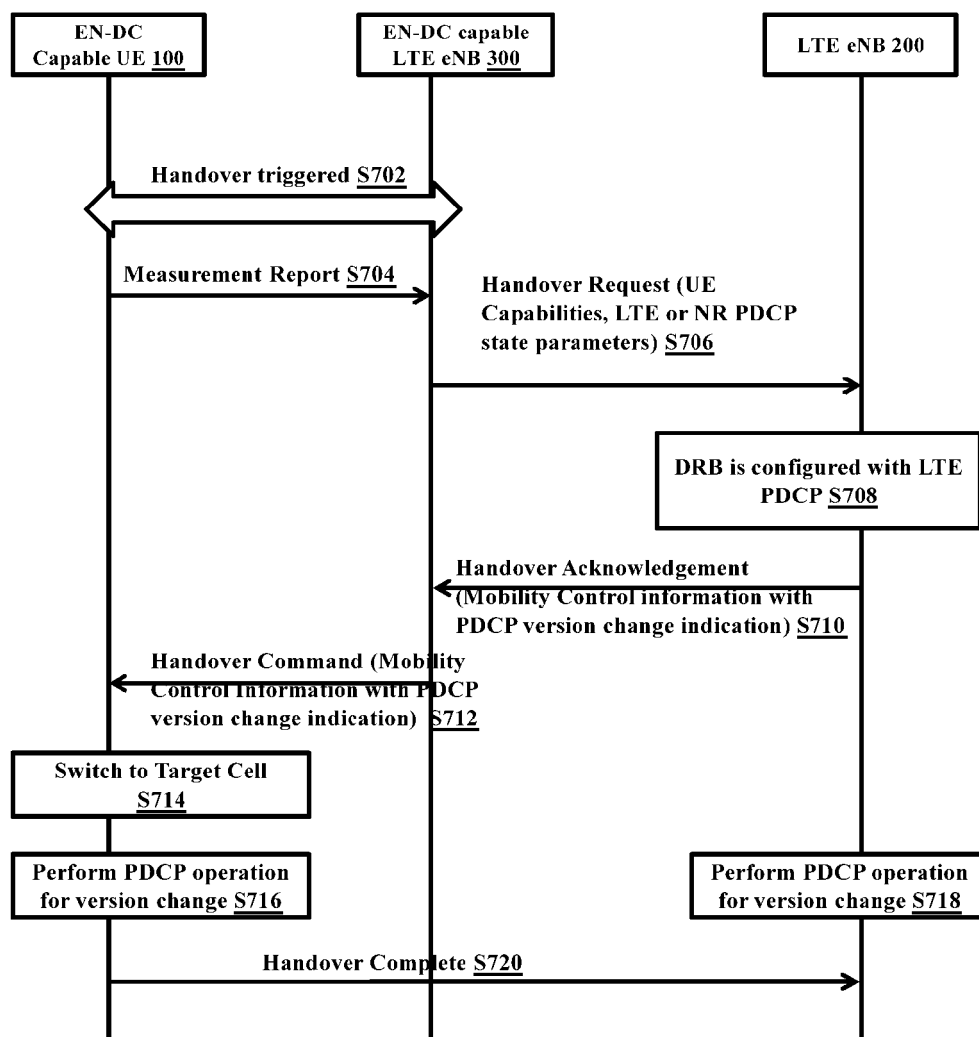 EN-DC
Capable UE 100
EN-DC capable
LTE eNB 300
LTE eNB 200
Handover triggered S702
Measurement Report S704
Handover Request (UE
Capabilities, LTE or NR PDCP
state parameters) S706
DRB is configured with LTE
PDCP S708
Handover Acknowledgement
(Mobility Control information with
PDCP version change indication) S710
Handover Command (Mobility
Control Information with PDCP
version change indication) S712
Switch to Target Cell
S714
Perform PDCP operation
for version change S716
Perform PDCP operation
for version change S718
Handover Complete S720